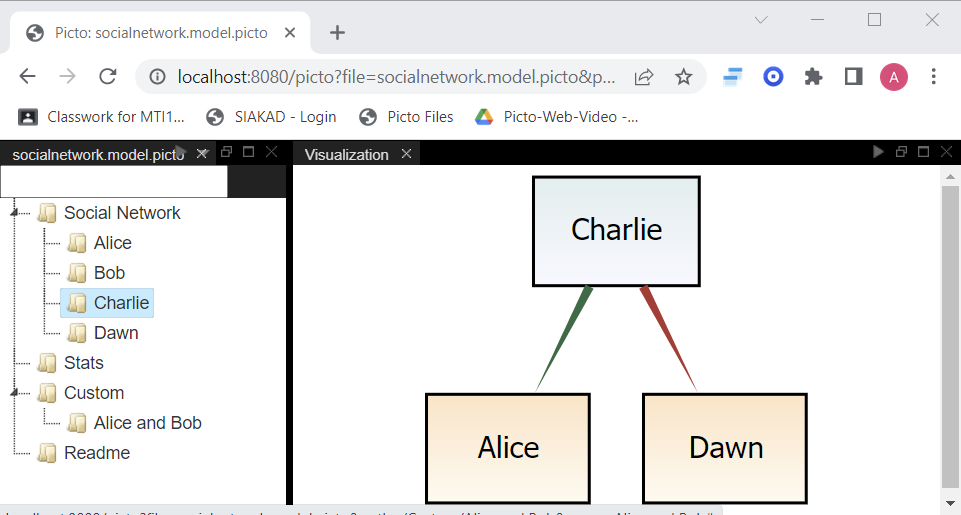 Picto: socialnetwork.model.picto
localhost:8080/picto?file=socialnetwork.model.picto&p...
A
Classwork for MTI1...
SIAKAD - Login
Picto Files
Picto-Web-Video -...
socialnetwork.model.picto
Visualization
Social Network
Alice
Bob
Charlie
Dawn
Stats
Custom
Alice and Bob
Readme
Charlie
Alice
Dawn